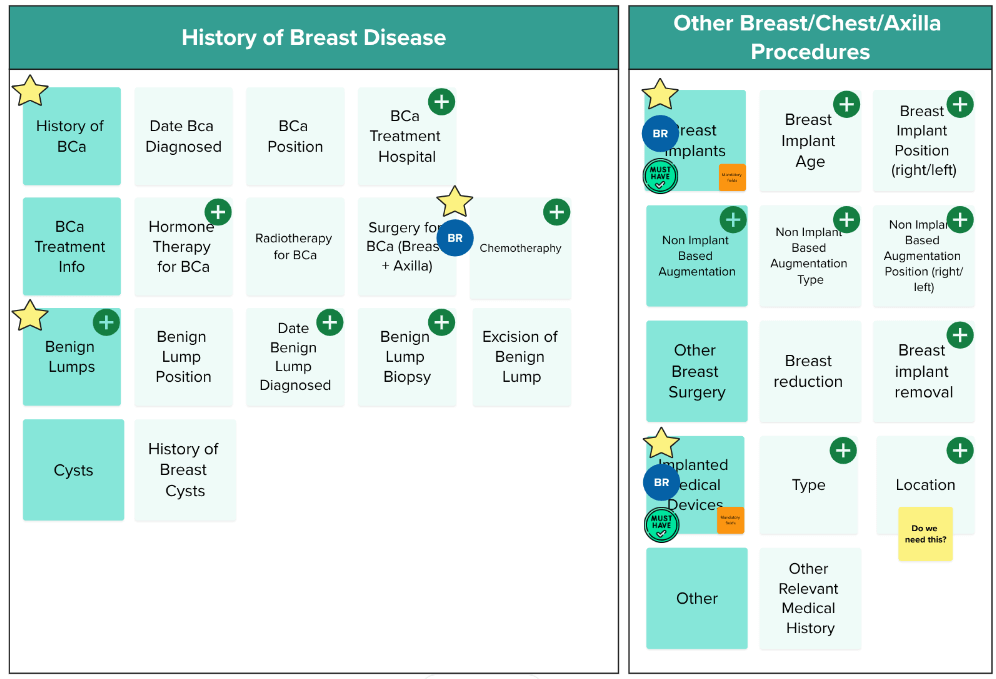 History of Breast Disease
History of
BCa
Date Bca
Diagnosed
BCa
Position
BCa
Treatment
Hospital
BCa
Treatment
Info
Hormone
Therapy
for BCa
Radiotherapy
for BCa
Surgery for
BCa (Breast
+ Axilla)
BR
Chemotheraphy
Benign
Lumps
Benign
Lump
Position
Date
Benign
Lump
Diagnosed
Benign
Lump
Biopsy
Excision of
Benign
Lump
Cysts
History of
Breast
Cysts
Other Breast/Chest/Axilla
Procedures
BR
Breast
Implants
MUST
HAVE
Mandatory
fields
Breast
Implant
Age
Breast
Implant
Position
(right/left)
Non Implant
Based
Augmentation
Non Implant
Based
Augmentation
Type
Non Implant
Based
Augmentation
Position (right/
left)
Other
Breast
Surgery
Breast
reduction
Breast
implant
removal
Implanted
BR
Medical
Devices
MUST
HAVE
Mandatory
fields
Type
Location
Do we
need this?
Other
Other
Relevant
Medical
History